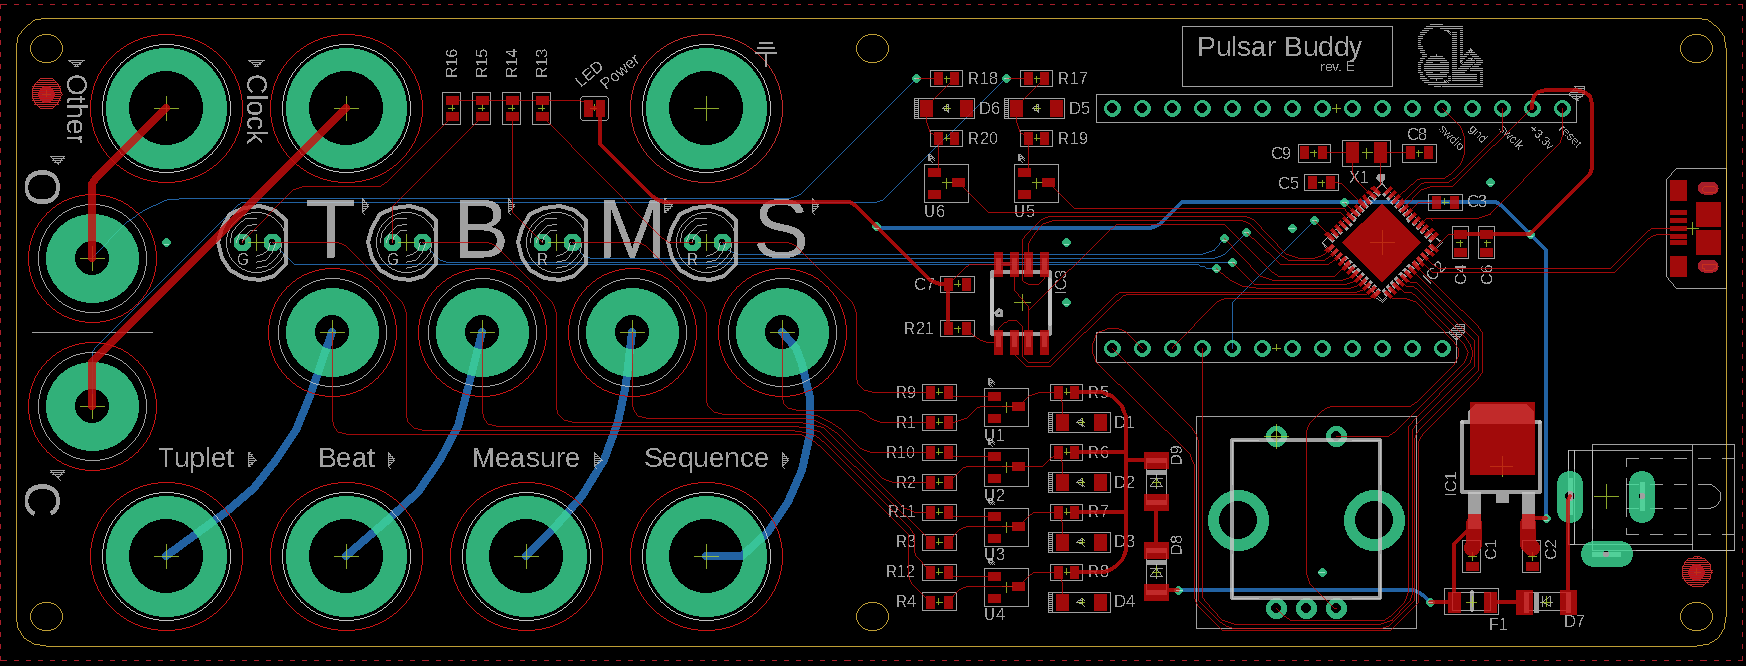 Pulsar Buddy
rev. E
Other
Clock
R16
R15
R14
R13
LED
Power
R18
R17
D6
D5
R20
R19
U6
U5
swdio
gnd
swclk
+3.3v
reset
C9
C8
X1
C5
C3
IC2
C4
C6
O
T
B
M
S
G
G
R
R
C7
IC3
R21
R9
R5
R1
D1
U1
R10
R6
R2
D2
U2
R11
R7
R3
D3
U3
R12
R8
R4
D4
U4
D9
D8
Tuplet
Beat
Measure
Sequence
C
IC1
C1
C2
F1
D7